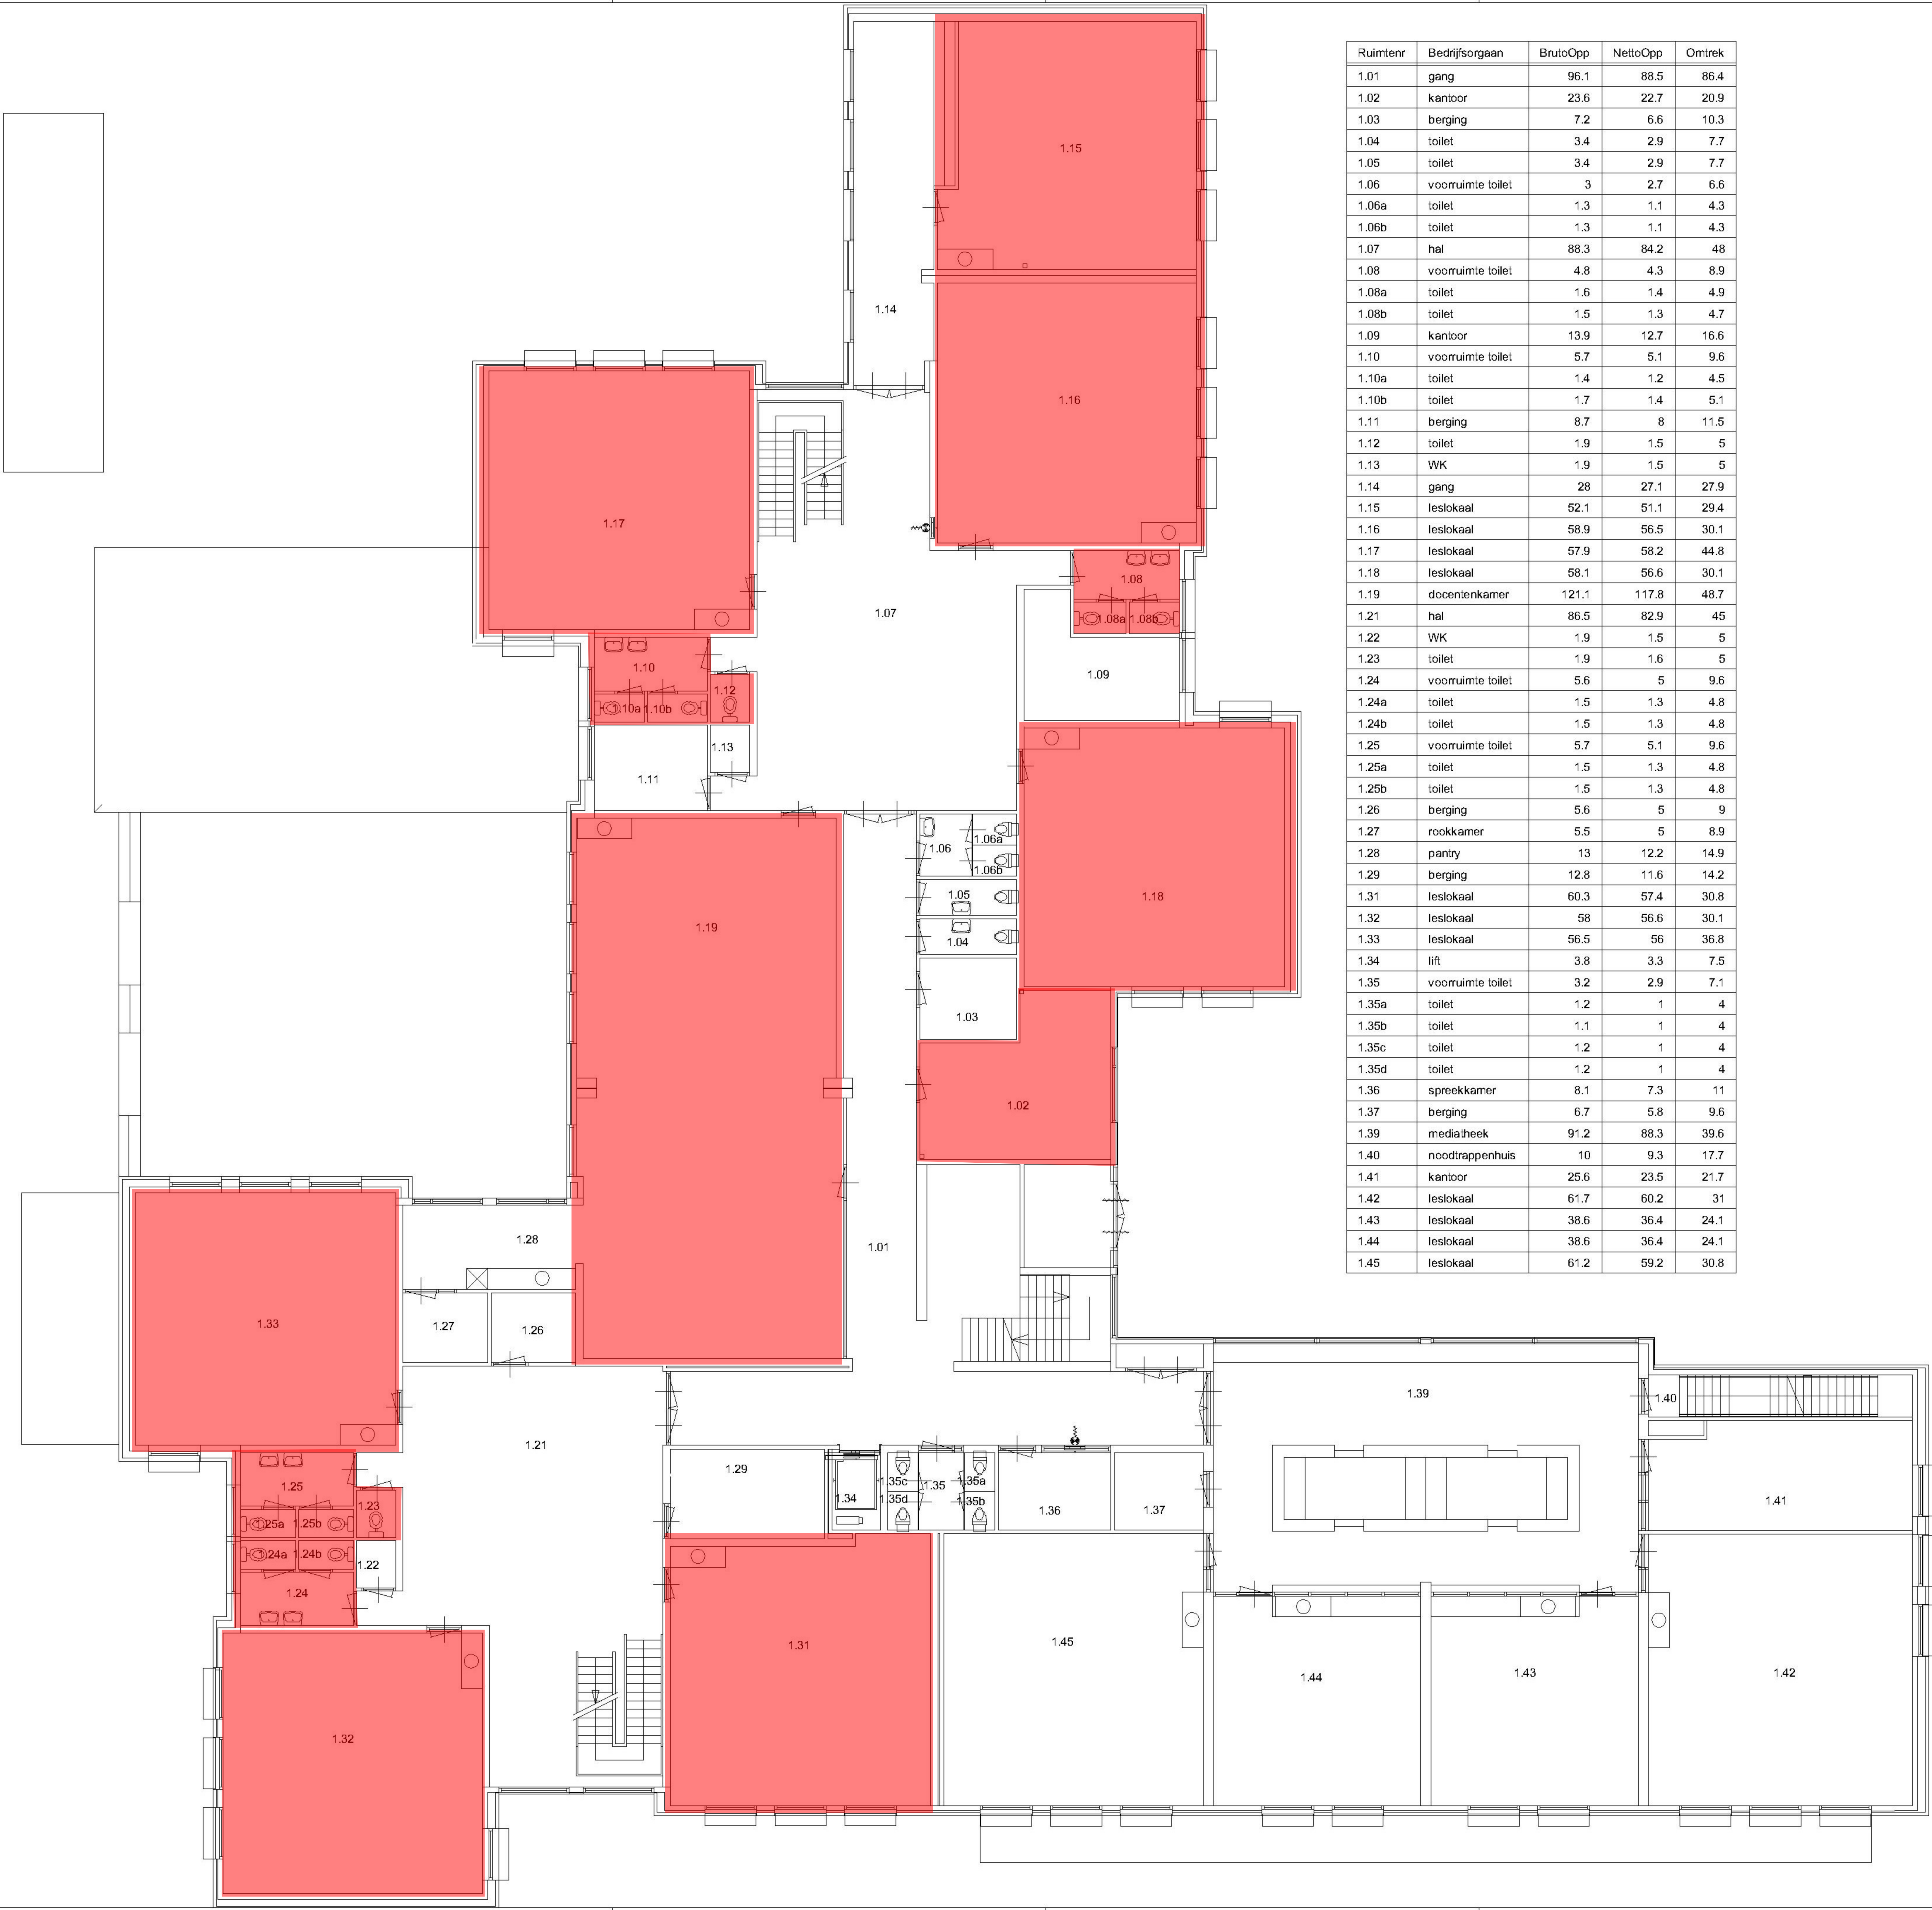 Ruimtenr Bedrijfsorgaan BrutoOpp NettoOpp Omtrek
1.01 gang 96.1 88.5 86.4
1.02 kantoor 23.6 22.7 20.9
1.03 berging 7.2 6.6 10.3
1.04 toilet 3.4 2.9 7.7
1.05 toilet 3.4 2.9 7.7
1.06 voorruimte toilet 3 2.7 6.6
1.06a toilet 1.3 1.1 4.3
1.06b toilet 1.3 1.1 4.3
1.07 hal 88.3 84.2 48
1.08 voorruimte toilet 4.8 4.3 8.9
1.08a toilet 1.6 1.4 4.9
1.08b toilet 1.5 1.3 4.7
1.09 kantoor 13.9 12.7 16.6
1.10 voorruimte toilet 5.7 5.1 9.6
1.10a toilet 1.4 1.2 4.5
1.10b toilet 1.7 1.4 5.1
1.11 berging 8.7 8 11.5
1.12 toilet 1.9 1.5 5
1.13 WK 1.9 1.5 5
1.14 gang 28 27.1 27.9
1.15 leslokaal 52.1 51.1 29.4
1.16 leslokaal 58.9 56.5 30.1
1.17 leslokaal 57.9 58.2 44.8
1.18 leslokaal 58.1 56.6 30.1
1.19 docentenkamer 121.1 117.8 48.7
1.21 hal 86.5 82.9 45
1.22 WK 1.9 1.5 5
1.23 toilet 1.9 1.6 5
1.24 voorruimte toilet 5.6 5 9.6
1.24a toilet 1.5 1.3 4.8
1.24b toilet 1.5 1.3 4.8
1.25 voorruimte toilet 5.7 5.1 9.6
1.25a toilet 1.5 1.3 4.8
1.25b toilet 1.5 1.3 4.8
1.26 berging 5.6 5 9
1.27 rookkamer 5.5 5 8.9
1.28 pantry 13 12.2 14.9
1.29 berging 12.8 11.6 14.2
1.31 leslokaal 60.3 57.4 30.8
1.32 leslokaal 58 56.6 30.1
1.33 leslokaal 56.5 56 36.8
1.34 lift 3.8 3.3 7.5
1.35 voorruimte toilet 3.2 2.9 7.1
1.35a toilet 1.2 1 4
1.35b toilet 1.1 1 4
1.35c toilet 1.2 1 4
1.35d toilet 1.2 1 4
1.36 spreekkamer 8.1 7.3 11
1.37 berging 6.7 5.8 9.6
1.39 mediatheek 91.2 88.3 39.6
1.40 noodtrappenhuis 10 9.3 17.7
1.41 kantoor 25.6 23.5 21.7
1.42 leslokaal 61.7 60.2 31
1.43 leslokaal 38.6 36.4 24.1
1.44 leslokaal 38.6 36.4 24.1
1.45 leslokaal 61.2 59.2 30.8
1.15
1.14
1.16
1.17
1.08
1.07
1.08a 1.08b
1.10
1.09
1.12
1.10a 1.10b
1.13
1.11
1.06a
1.06
1.06b
1.05
1.18
1.19
1.04
1.03
1.02
1.28
1.01
1.33
1.27
1.26
1.39
1.40
1.21
1.29
1.25
1.35c
1.35
1.35a
1.34
1.35d
1.35b
1.41
1.23
1.36
1.37
1.25a 1.25b
1.24a 1.24b
1.22
1.24
1.31
1.45
1.44
1.43
1.42
1.32